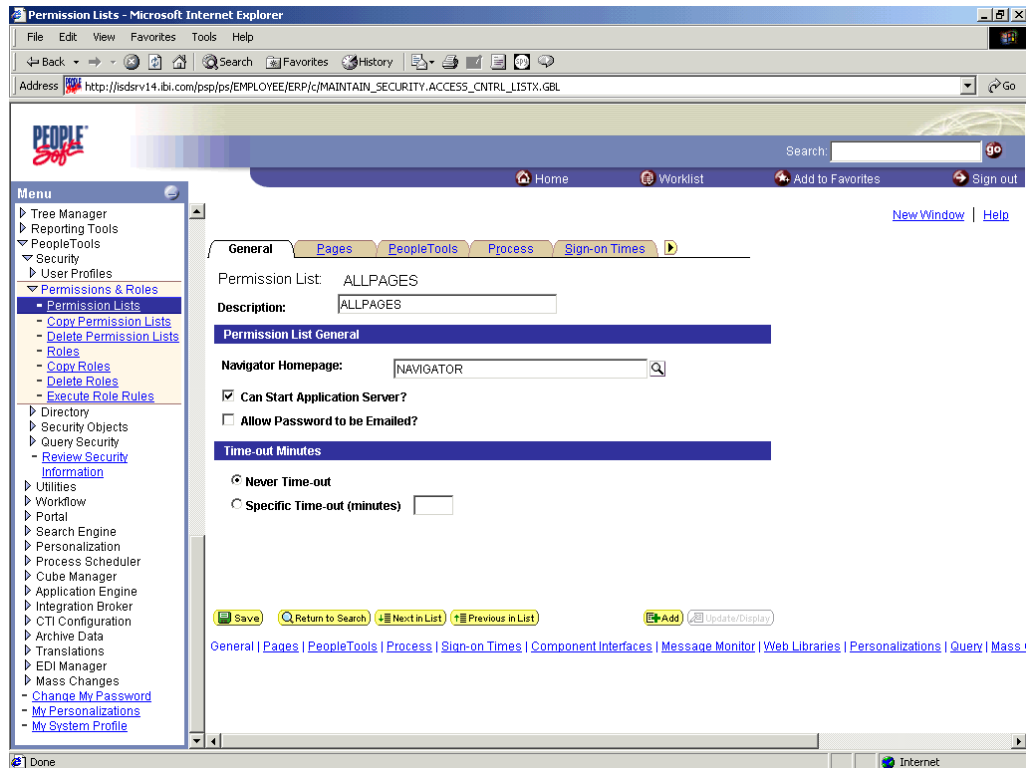 Permission Lists - Microsoft Internet Explorer
File Edit View Favorites Tools Help
Back Search Favorites History
Address http://isdsrv14.ibi.com/psp/ps/EMPLOYEE/ERP/c/MAINTAIN_SECURITY.ACCESS_CNTRL_LISTX.GBL Go
PEOPLE Soft
Search: go
Home Worklist Add to Favorites Sign out
Menu
Tree Manager
Reporting Tools
PeopleTools
Security
User Profiles
Permissions & Roles
Permission Lists
Copy Permission Lists
Delete Permission Lists
Roles
Copy Roles
Delete Roles
Execute Role Rules
Directory
Security Objects
Query Security
Review Security
Information
Utilities
Workflow
Portal
Search Engine
Personalization
Process Scheduler
Cube Manager
Application Engine
Integration Broker
CTI Configuration
Archive Data
Translations
EDI Manager
Mass Changes
Change My Password
My Personalizations
My System Profile
New Window | Help
General Pages PeopleTools Process Sign-on Times
Permission List: ALLPAGES
Description: ALLPAGES
Permission List General
Navigator Homepage: NAVIGATOR
Can Start Application Server?
Allow Password to be Emailed?
Time-out Minutes
Never Time-out
Specific Time-out (minutes)
Save Return to Search Next in List Previous in List Add Update/Display
General | Pages | PeopleTools | Process | Sign-on Times | Component Interfaces | Message Monitor | Web Libraries | Personalizations | Query | Mass
Done Internet